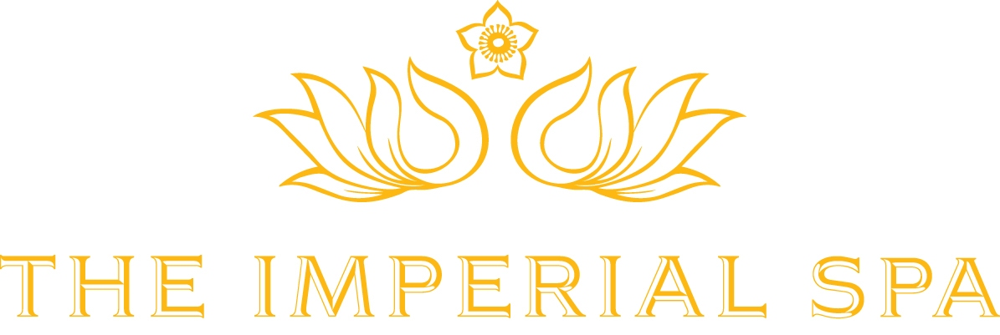 THE IMPERIAL SPA